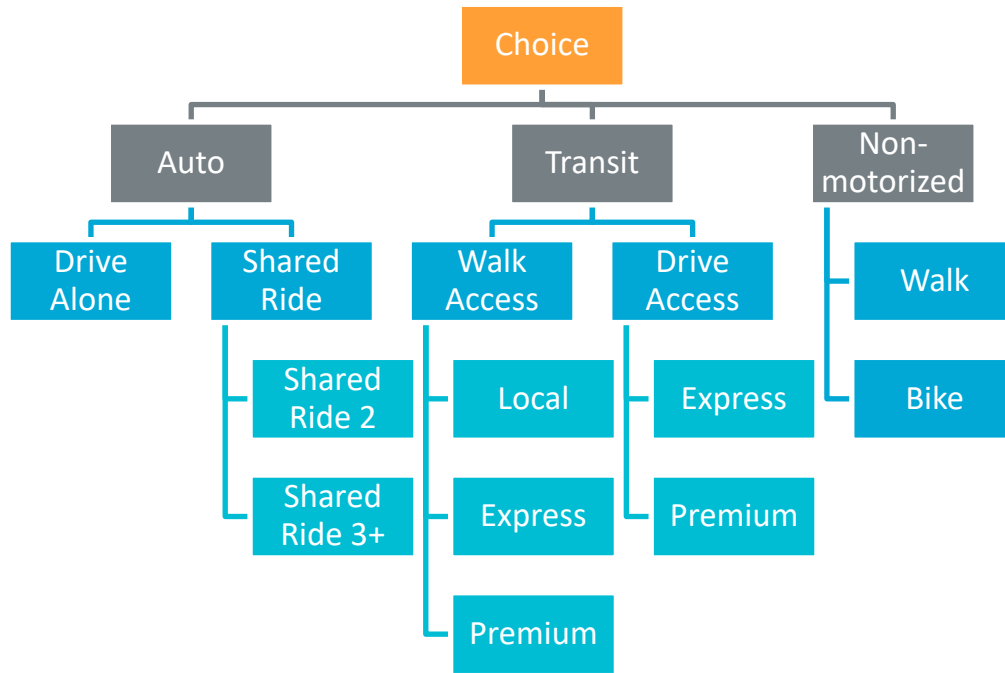 Choice
Auto
Transit
Non-
motorized
Drive
Alone
Shared
Ride
Walk
Access
Drive
Access
Walk
Shared
Ride 2
Local
Express
Bike
Shared
Ride 3+
Express
Premium
Premium